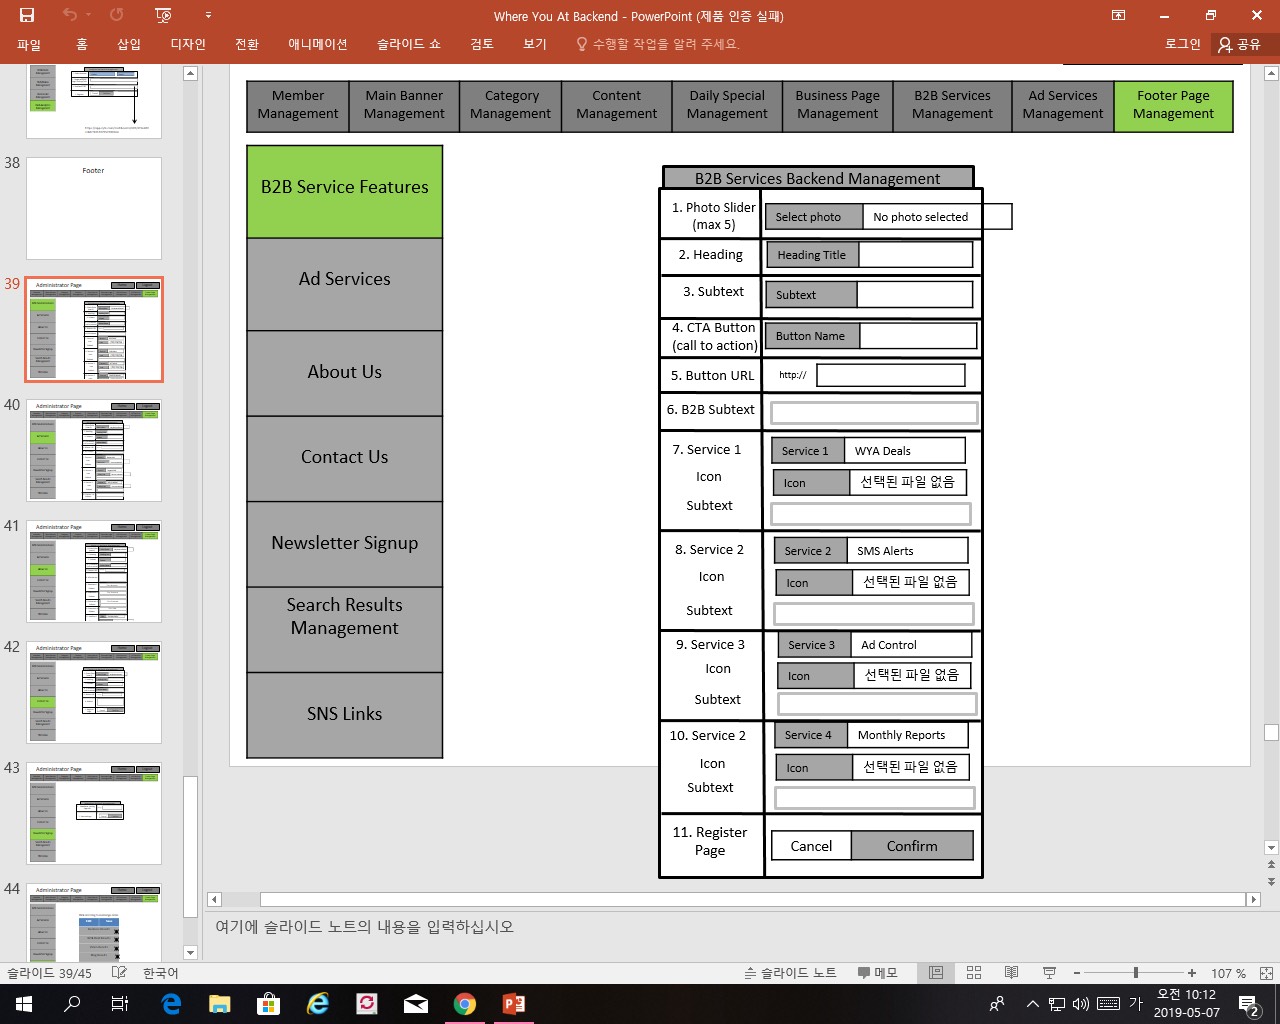 Where You At Backend - PowerPoint (제품 인증 실패)
파일 홈 삽입 디자인 전환 애니메이션 슬라이드 쇼 검토 보기 수행할 작업을 알려 주세요. 로그인 공유
38
Footer
39
Administrator Page
40
Administrator Page
41
Administrator Page
42
Administrator Page
43
Administrator Page
44
Administrator Page
Member Management
Main Banner Management
Category Management
Content Management
Daily Special Management
Business Page Management
B2B Services Management
Ad Services Management
Footer Page Management
B2B Service Features
Ad Services
About Us
Contact Us
Newsletter Signup
Search Results
Management
SNS Links
B2B Services Backend Management
1. Photo Slider
(max 5)
Select photo No photo selected
2. Heading Heading Title
3. Subtext Subtext
4. CTA Button
(call to action)
Button Name
5. Button URL http://
6. B2B Subtext
7. Service 1 Service 1 WYA Deals
Icon Icon 선택된 파일 없음
Subtext
8. Service 2 Service 2 SMS Alerts
Icon Icon 선택된 파일 없음
Subtext
9. Service 3 Service 3 Ad Control
Icon Icon 선택된 파일 없음
Subtext
10. Service 2 Service 4 Monthly Reports
Icon Icon 선택된 파일 없음
Subtext
11. Register
Page
Cancel Confirm
여기에 슬라이드 노트의 내용을 입력하십시오
슬라이드 39/45 한국어 슬라이드 노트 메모 107 %
가 오전 10:12
2019-05-07
2